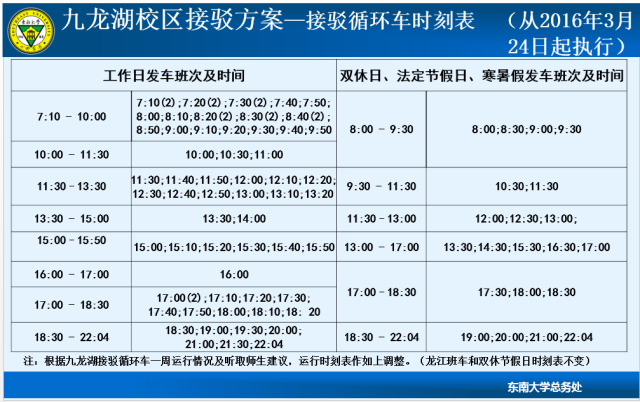 九龙湖校区接驳方案—接驳循环车时刻表 （从2016年3月
24日起执行）
工作日发车班次及时间 双休日、法定节假日、寒暑假发车班次及时间
7:10 - 10:00
7:10(2);7:20(2);7:30(2);7:40;7:50;
8:00;8:10;8:20(2);8:30(2);8:40(2);
8:50;9:00;9:10;9:20;9:30;9:40;9:50
8:00 - 9:30 8:00;8:30;9:00;9:30
10:00 - 11:30 10:00;10:30;11:00
11:30-13:30
11:30;11:40;11:50;12:00;12:10;12:20;
12:30;12:40;12:50;13:00;13:10;13:20
9:30 - 11:30 10:30;11:30
13:30 - 15:00 13:30;14:00 11:30-13:00 12:00;12:30;13:00;
15:00-15:50 15:00;15:10;15:20;15:30;15:40;15:50 13:00 - 17:00 13:30;14:30;15:30;16:30;17:00
16:00 - 17:00 16:00
17:00 - 18:30
17:00(2);17:10;17:20;17:30;
17:40;17:50;18:00;18:10;18：20
17:00-18:30 17:30;18:00;18:30
18:30 - 22:04
18:30;19:00;19:30;20:00;
21:00;21:30;22:04
18:30 - 22:04 19:00;20:00;21:00;22:04
注：根据九龙湖接驳循环车一周运行情况及听取师生建议，运行时刻表作如上调整。（龙江班车和双休节假日时刻表不变）
东南大学总务处